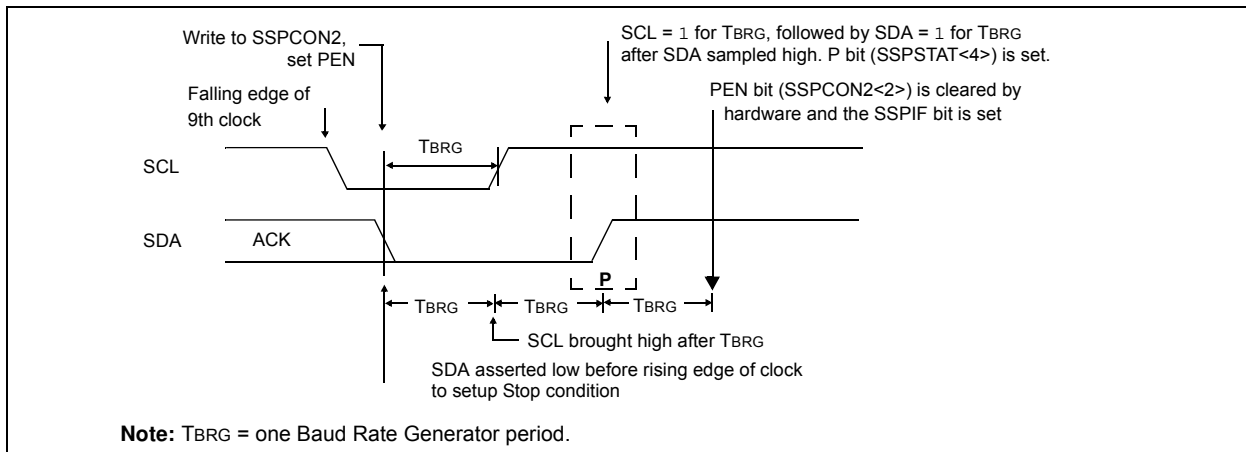 Write to SSPCON2,
set PEN
SCL = 1 for TBRG, followed by SDA = 1 for TBRG
after SDA sampled high. P bit (SSPSTAT<4>) is set.
Falling edge of
9th clock
PEN bit (SSPCON2<2>) is cleared by
hardware and the SSPIF bit is set
TBRG
SCL
SDA
ACK
P
TBRG
TBRG
TBRG
SCL brought high after TBRG
SDA asserted low before rising edge of clock
to setup Stop condition
Note: TBRG = one Baud Rate Generator period.